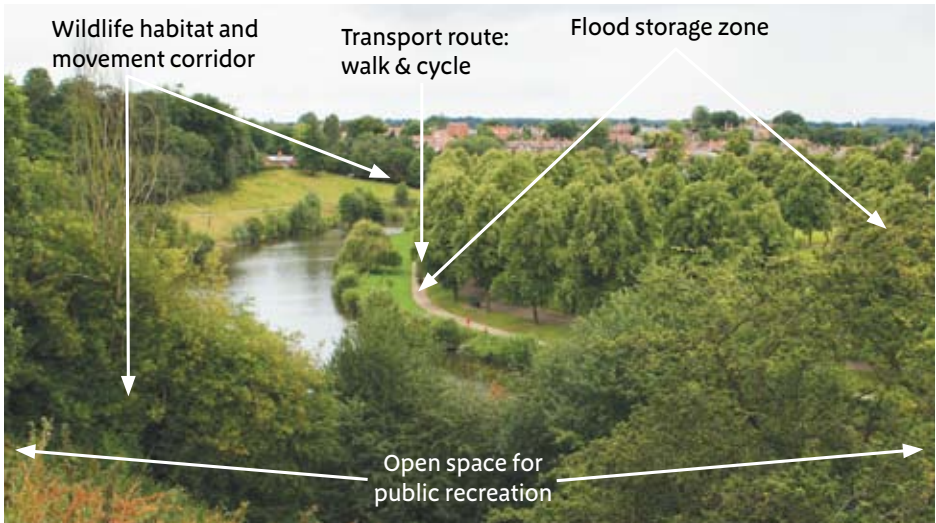 Wildlife habitat and
movement corridor
Transport route:
walk & cycle
Flood storage zone
Open space for
public recreation